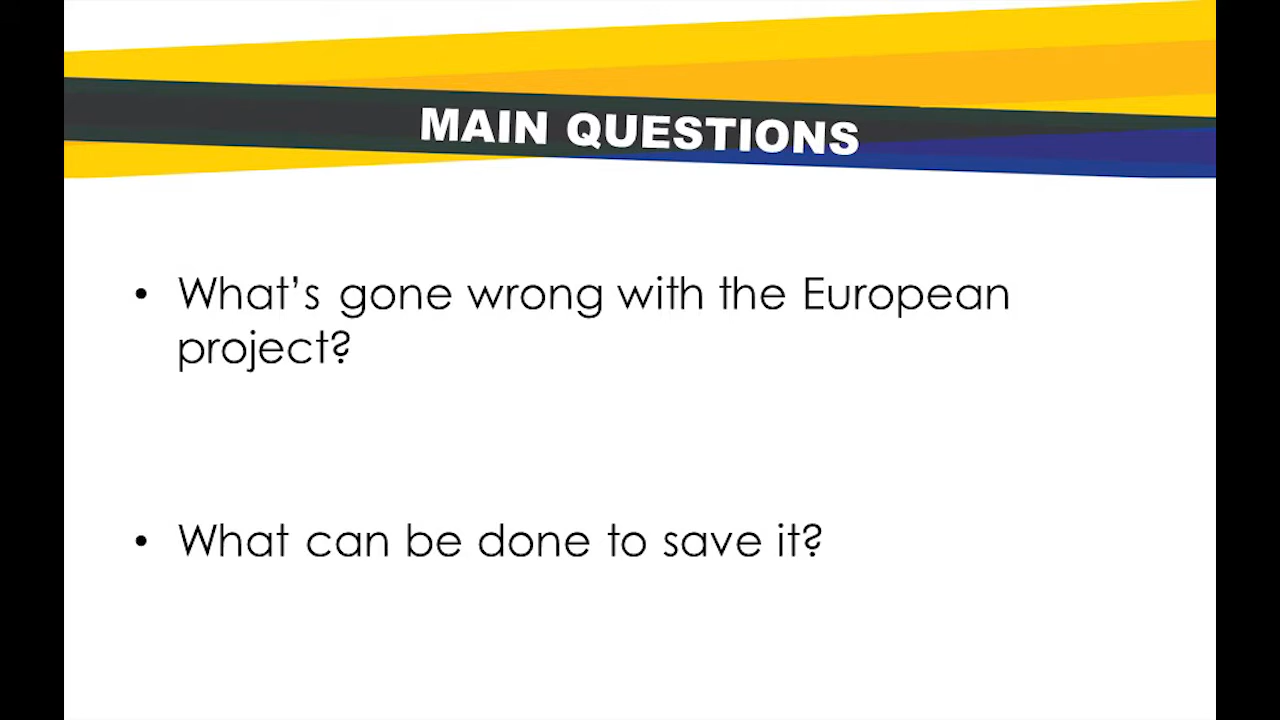 MAIN QUESTIONS
• What’s gone wrong with the European
project?
• What can be done to save it?